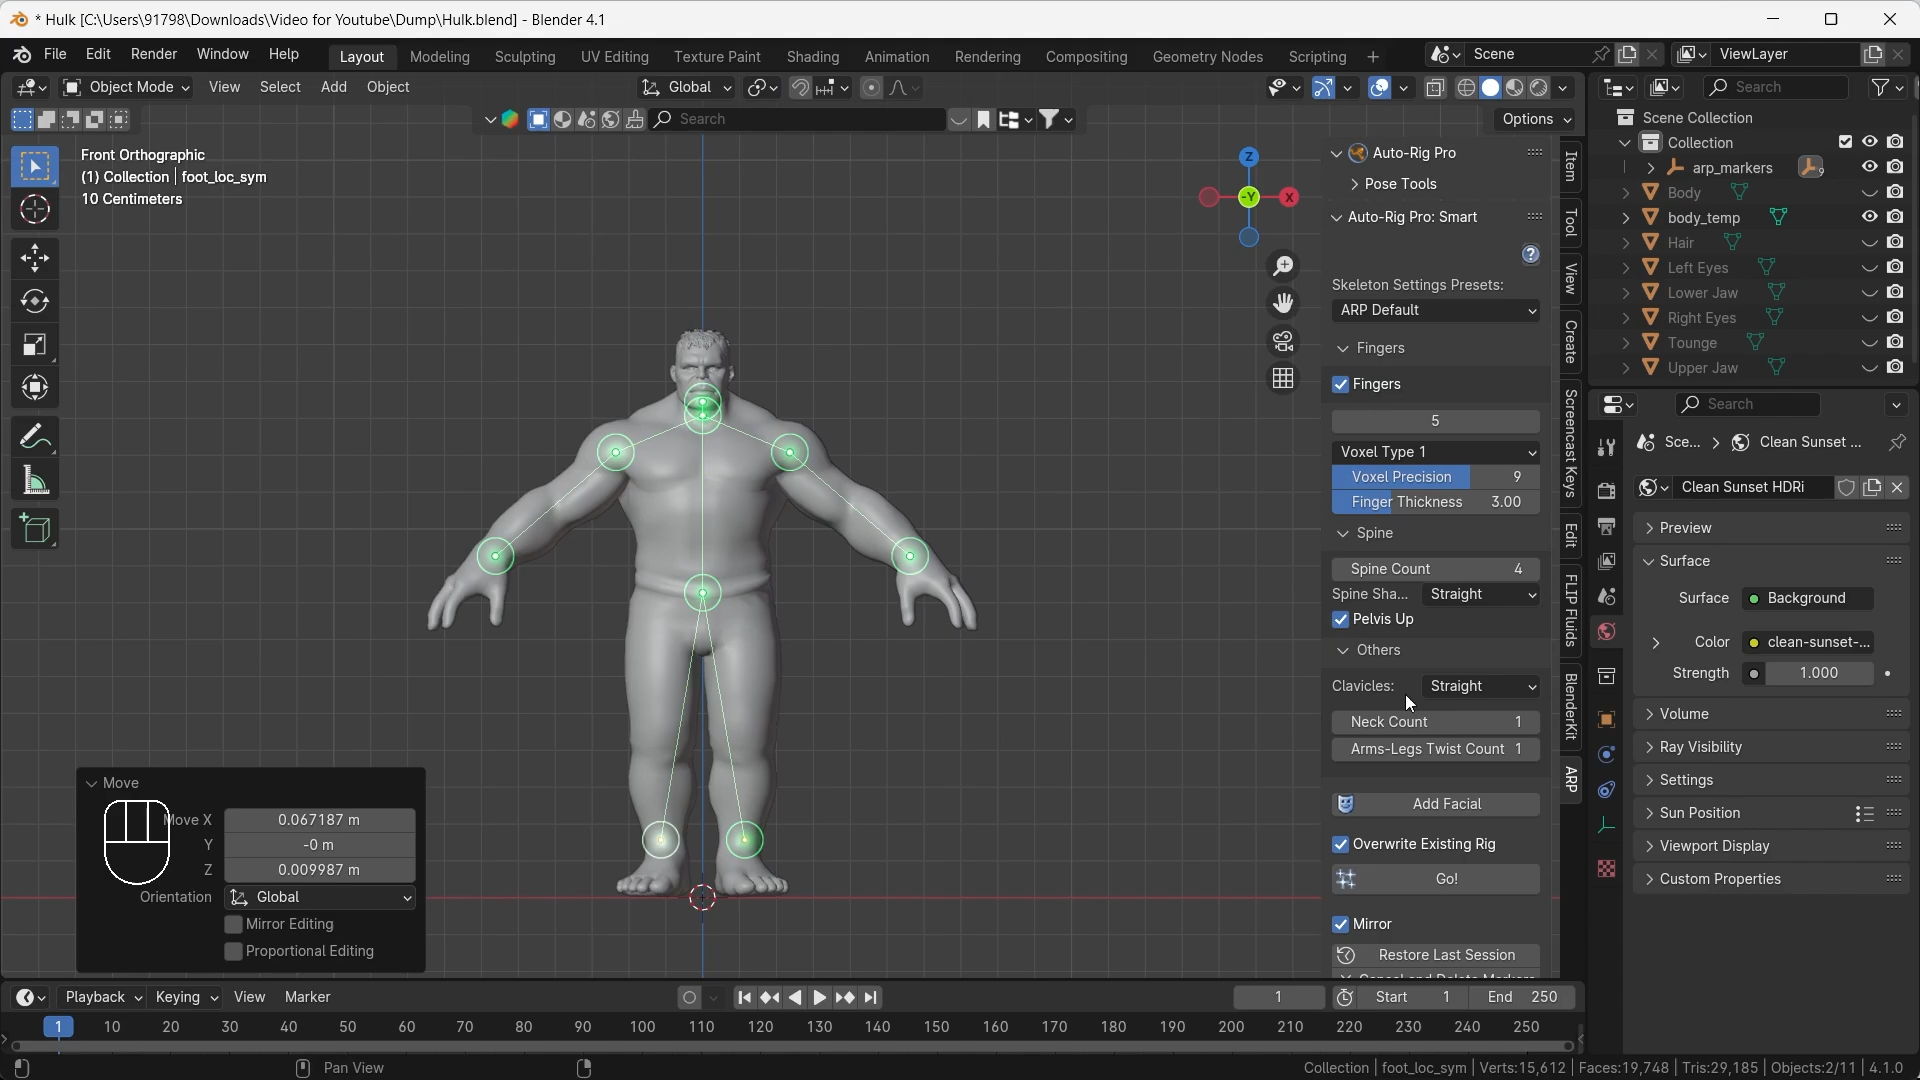 * Hulk [C:\Users\91798\Downloads\Video for Youtube\Dump\Hulk.blend] - Blender 4.1
File Edit Render Window Help
Layout Modeling Sculpting UV Editing Texture Paint Shading Animation Rendering Compositing Geometry Nodes Scripting +
Scene
ViewLayer
Object Mode View Select Add Object
Global
Search
Search
Options
Front Orthographic
(1) Collection | foot_loc_sym
10 Centimeters
Z
-Y
X
Auto-Rig Pro
Pose Tools
Auto-Rig Pro: Smart
?
Skeleton Settings Presets:
ARP Default
Fingers
Fingers
5
Voxel Type 1
Voxel Precision 9
Finger Thickness 3.00
Spine
Spine Count 4
Spine Sha... Straight
Pelvis Up
Others
Clavicles: Straight
Neck Count 1
Arms-Legs Twist Count 1
Add Facial
Overwrite Existing Rig
Go!
Mirror
Restore Last Session
Cancel and Delete Markers
Item
Tool
View
Create
Screencast Keys
Edit
FLIP Fluids
BlenderKit
ARP
Scene Collection
Collection
arp_markers 9
Body
body_temp
Hair
Left Eyes
Lower Jaw
Right Eyes
Tounge
Upper Jaw
Search
Sce... > Clean Sunset ...
Clean Sunset HDRi
Preview
Surface
Surface Background
Color clean-sunset-...
Strength 1.000
Volume
Ray Visibility
Settings
Sun Position
Viewport Display
Custom Properties
Move
Move X 0.067187 m
Y -0 m
Z 0.009987 m
Orientation Global
Mirror Editing
Proportional Editing
Playback Keying View Marker
1
Start 1 End 250
1 10 20 30 40 50 60 70 80 90 100 110 120 130 140 150 160 170 180 190 200 210 220 230 240 250
Pan View
Collection | foot_loc_sym | Verts:15,612 | Faces:19,748 | Tris:29,185 | Objects:2/11 | 4.1.0